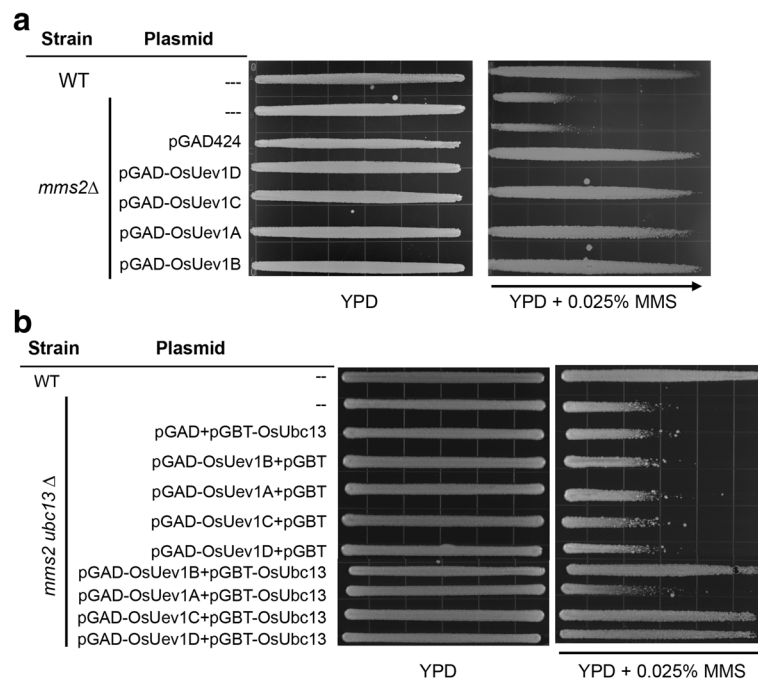 a
Strain Plasmid
WT ---
---
pGAD424
pGAD-OsUev1D
mms2Δ
pGAD-OsUev1C
pGAD-OsUev1A
pGAD-OsUev1B
YPD YPD + 0.025% MMS
b
Strain Plasmid
WT --
--
pGAD+pGBT-OsUbc13
pGAD-OsUev1B+pGBT
pGAD-OsUev1A+pGBT
pGAD-OsUev1C+pGBT
mms2 ubc13 Δ
pGAD-OsUev1D+pGBT
pGAD-OsUev1B+pGBT-OsUbc13
pGAD-OsUev1A+pGBT-OsUbc13
pGAD-OsUev1C+pGBT-OsUbc13
pGAD-OsUev1D+pGBT-OsUbc13
YPD YPD + 0.025% MMS